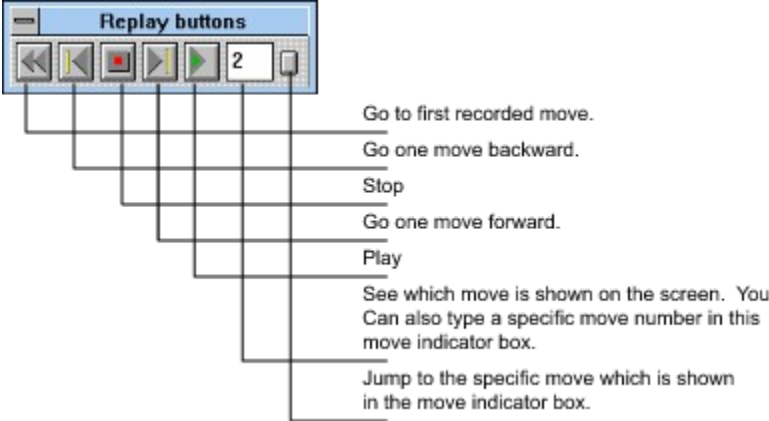 Replay buttons
2
Go to first recorded move.
Go one move backward.
Stop
Go one move forward.
Play
See which move is shown on the screen.  You
Can also type a specific move number in this
move indicator box.
Jump to the specific move which is shown
in the move indicator box.